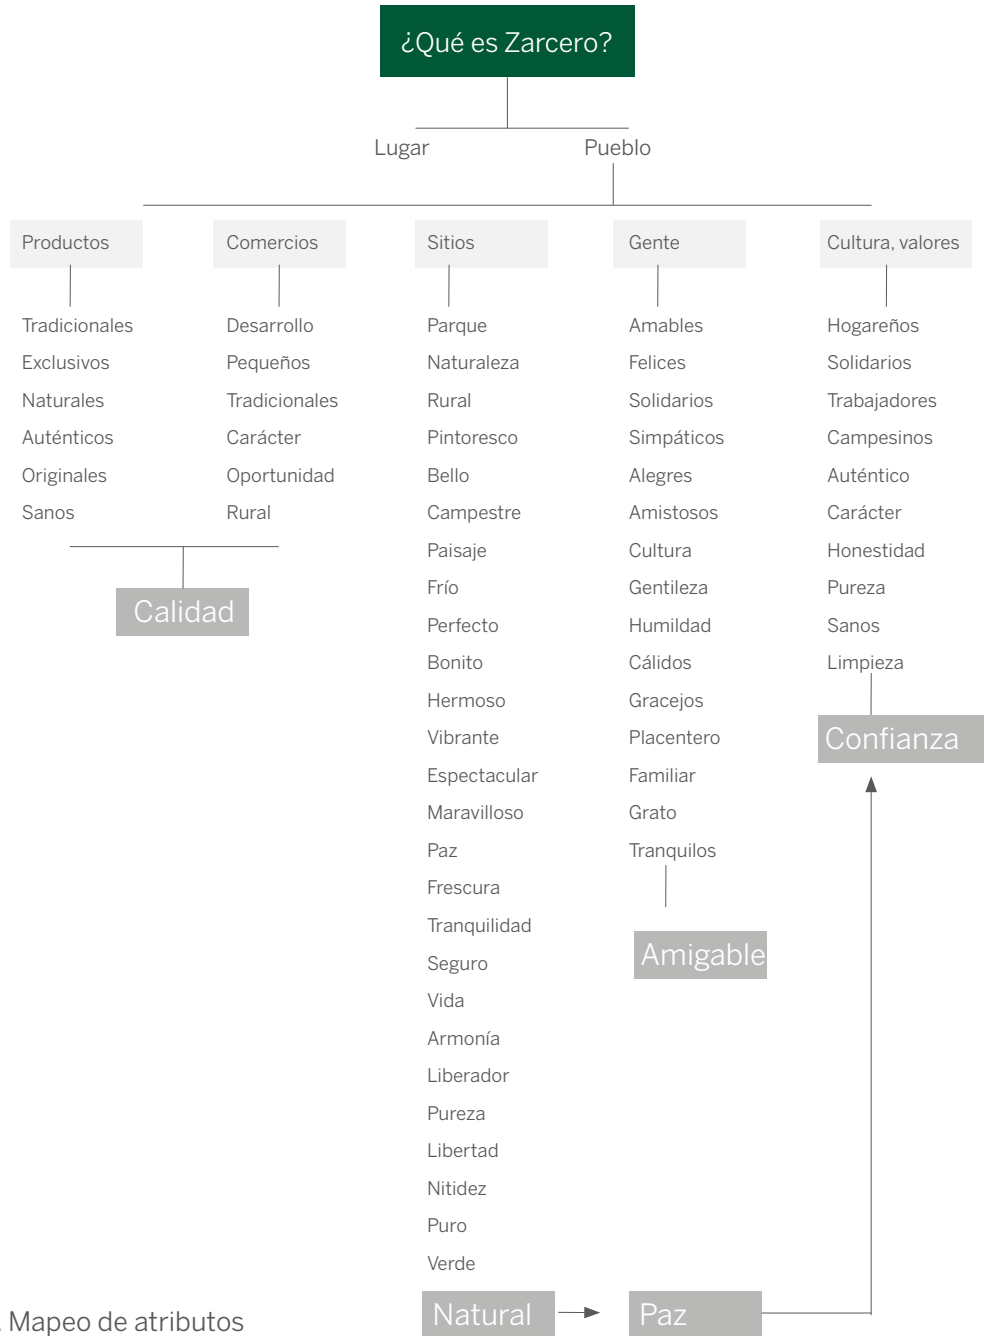 ¿Qué es Zarcero?
Lugar
Pueblo
Productos
Tradicionales
Exclusivos
Naturales
Auténticos
Originales
Sanos
Comercios
Desarrollo
Pequeños
Tradicionales
Carácter
Oportunidad
Rural
Calidad
Sitios
Parque
Naturaleza
Rural
Pintoresco
Bello
Campestre
Paisaje
Frío
Perfecto
Bonito
Hermoso
Vibrante
Espectacular
Maravilloso
Paz
Frescura
Tranquilidad
Seguro
Vida
Armonía
Liberador
Pureza
Libertad
Nitidez
Puro
Verde
Natural
Paz
Gente
Amables
Felices
Solidarios
Simpáticos
Alegres
Amistosos
Cultura
Gentileza
Humildad
Cálidos
Gracejos
Placentero
Familiar
Grato
Tranquilos
Amigable
Cultura, valores
Hogareños
Solidarios
Trabajadores
Campesinos
Auténtico
Carácter
Honestidad
Pureza
Sanos
Limpieza
Confianza
. Mapeo de atributos